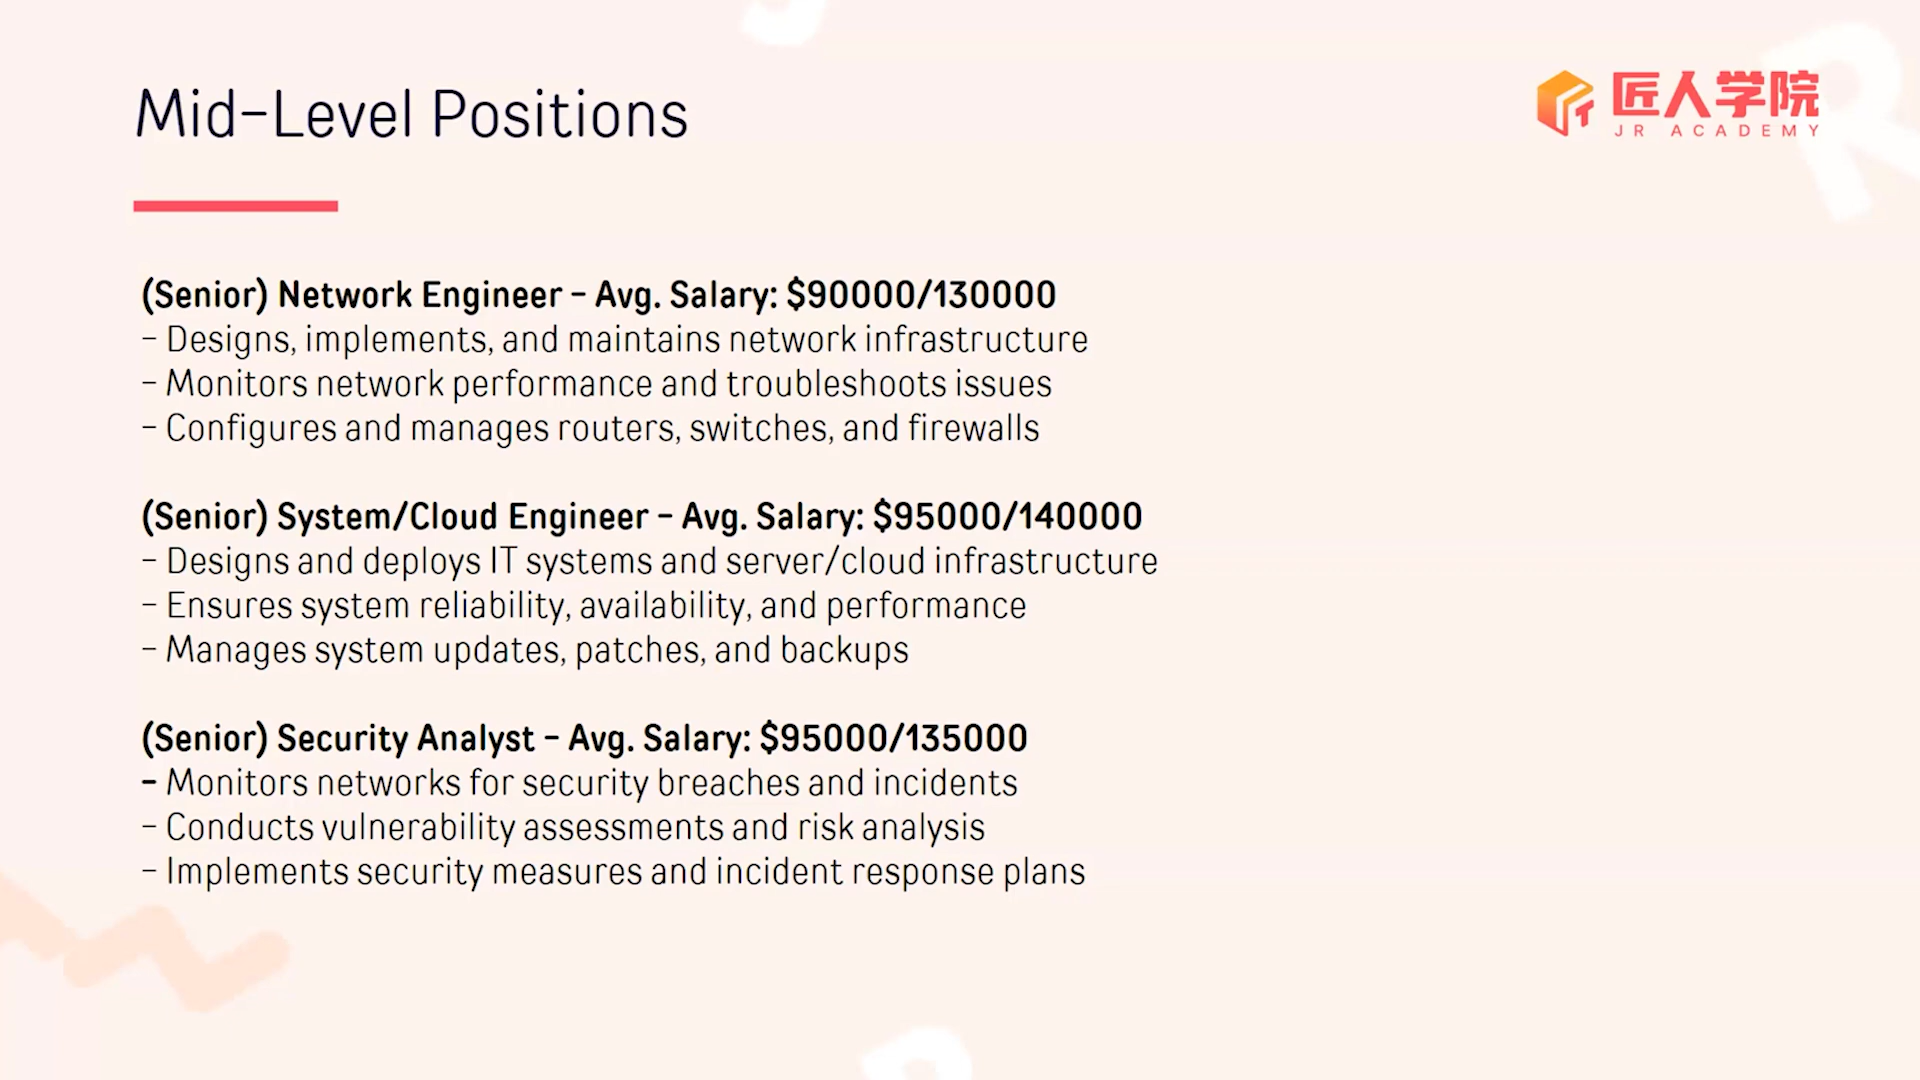 Mid-Level Positions
匠人学院
JR ACADEMY
(Senior) Network Engineer - Avg. Salary: $90000/130000
- Designs, implements, and maintains network infrastructure
- Monitors network performance and troubleshoots issues
- Configures and manages routers, switches, and firewalls
(Senior) System/Cloud Engineer - Avg. Salary: $95000/140000
- Designs and deploys IT systems and server/cloud infrastructure
- Ensures system reliability, availability, and performance
- Manages system updates, patches, and backups
(Senior) Security Analyst - Avg. Salary: $95000/135000
- Monitors networks for security breaches and incidents
- Conducts vulnerability assessments and risk analysis
- Implements security measures and incident response plans